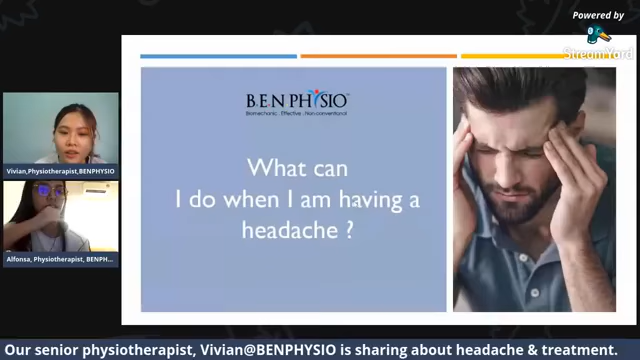 Powered by
StreamYard
B.E.N PHYSIO
Biomechanic . Effective . Non-conventional
What can
I do when I am having a
headache ?
Vivian,Physiotherapist,BENPHYSIO
Alfonsa, Physiotherapist, BENPH...
Our senior physiotherapist, Vivian@BENPHYSIO is sharing about headache & treatment.